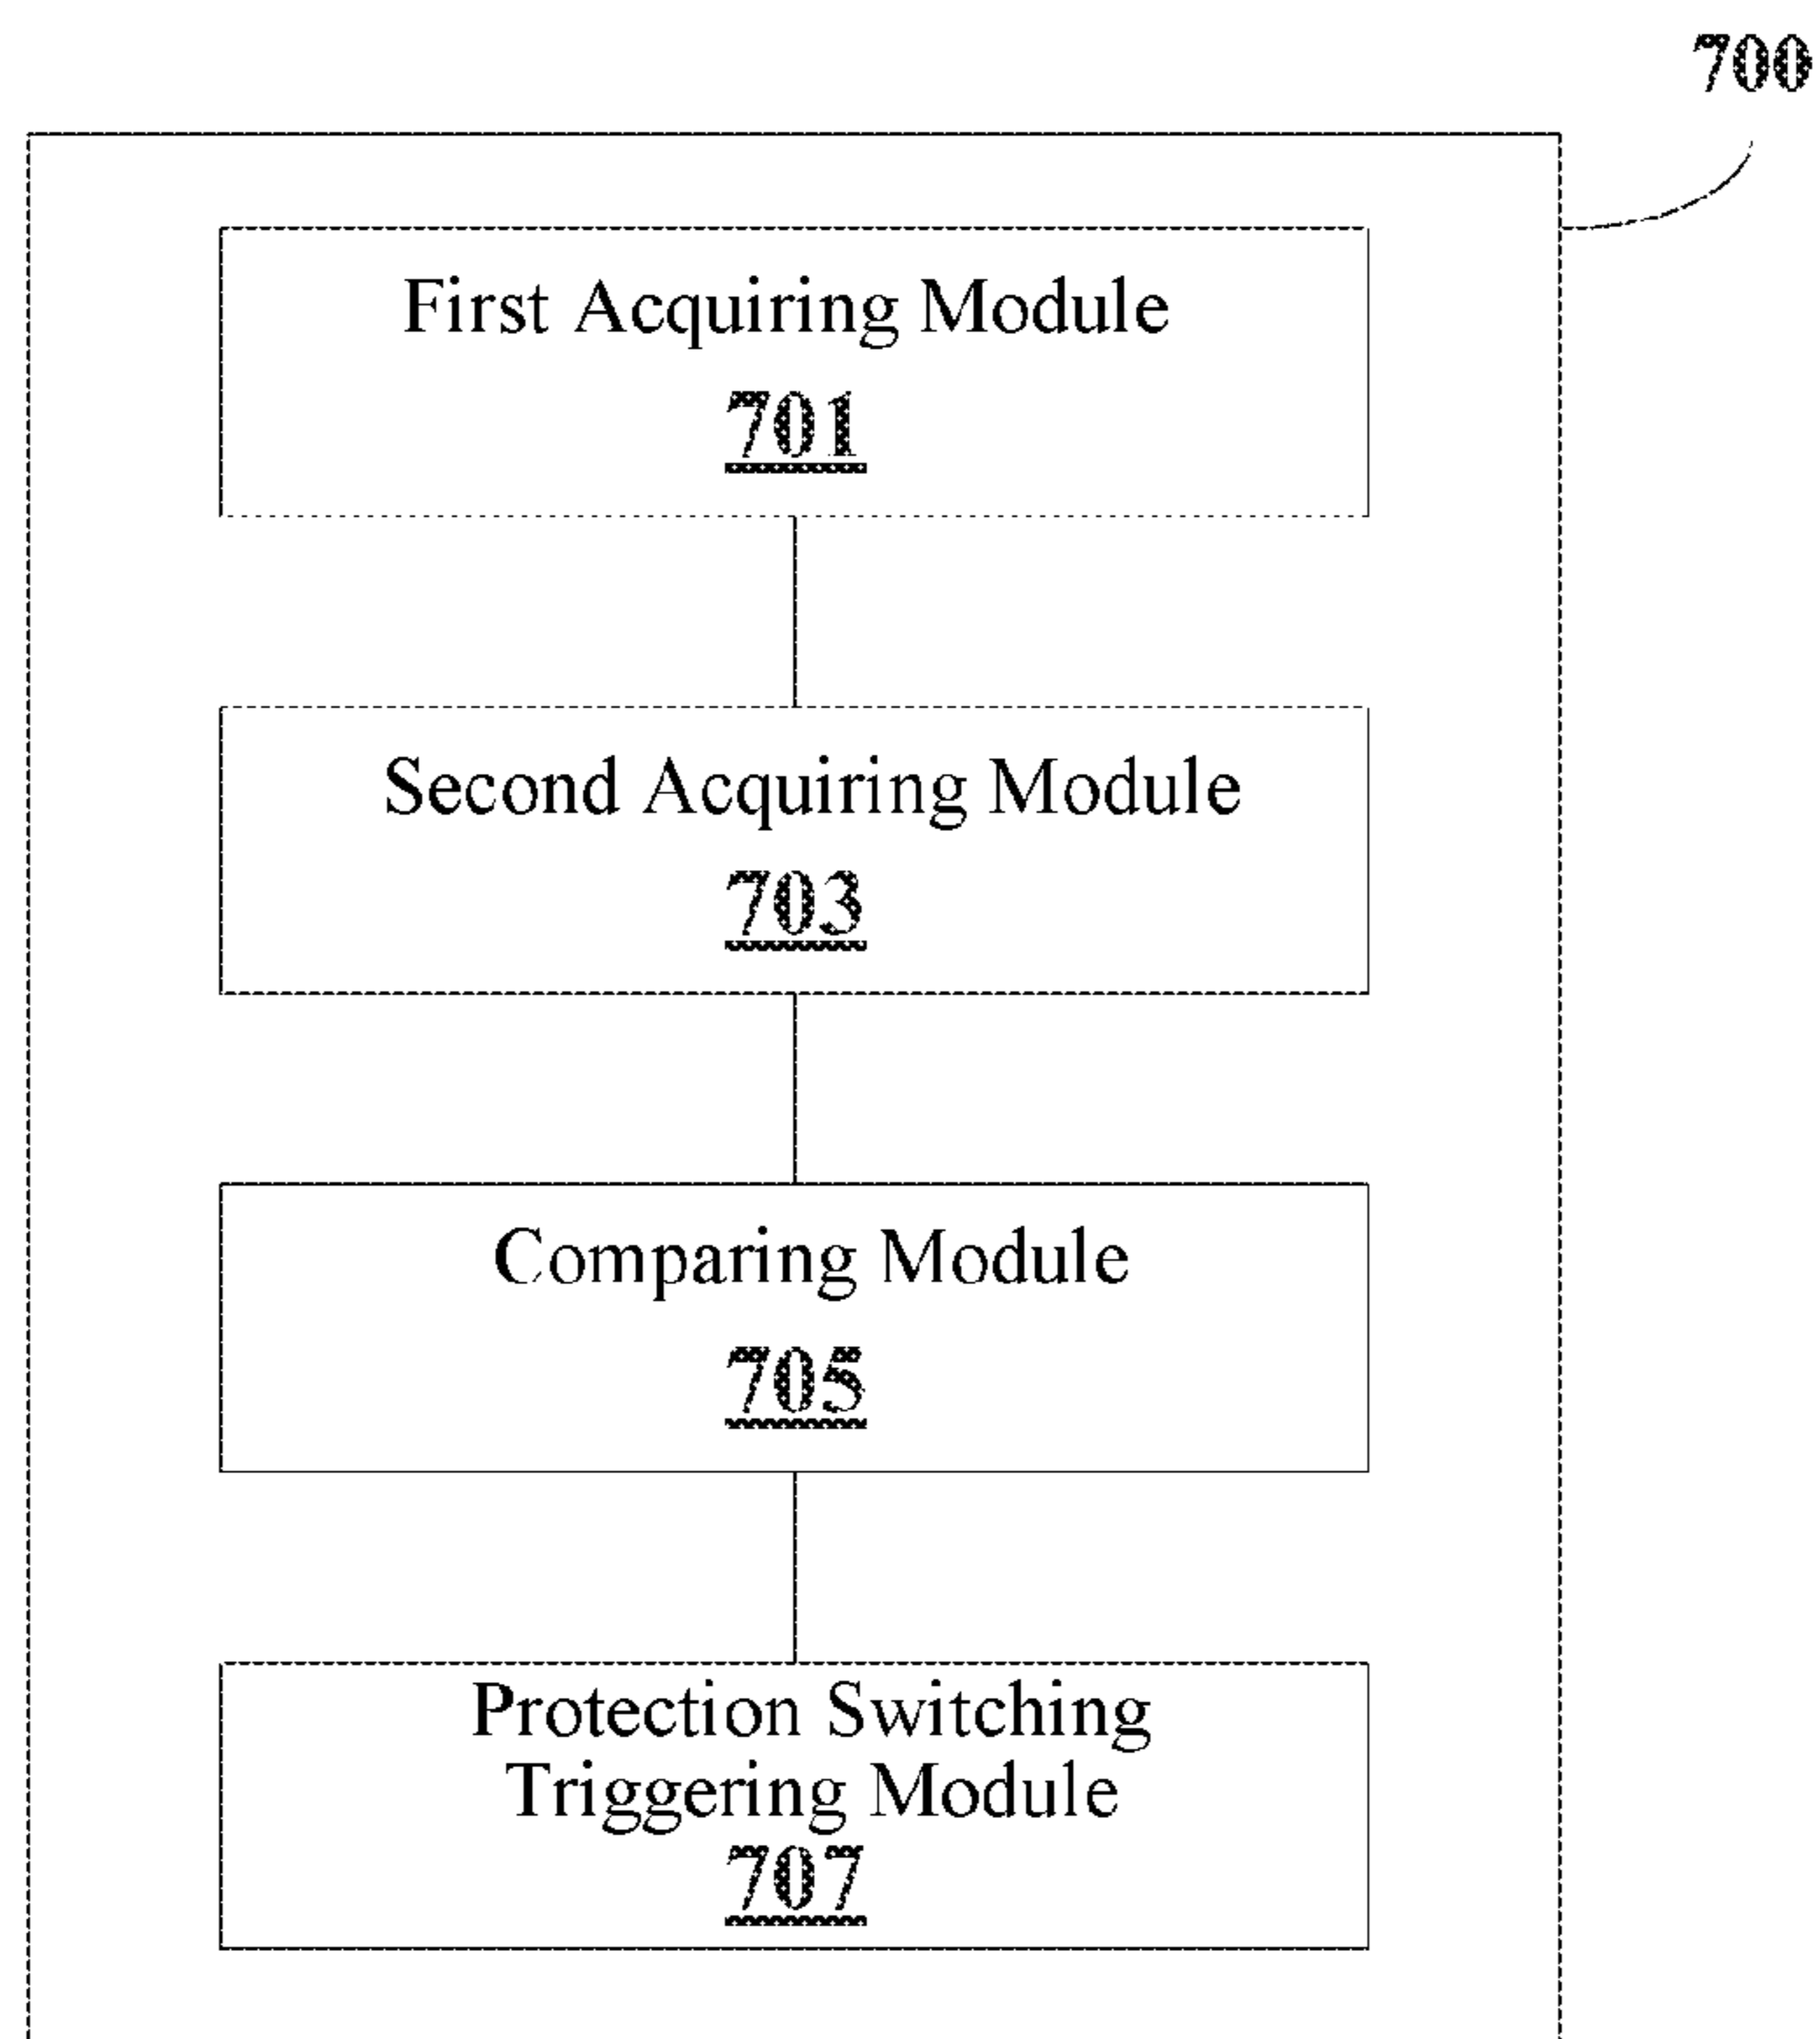 700
First Acquiring Module
701
Second Acquiring Module
703
Comparing Module
705
Protection Switching
Triggering Module
707